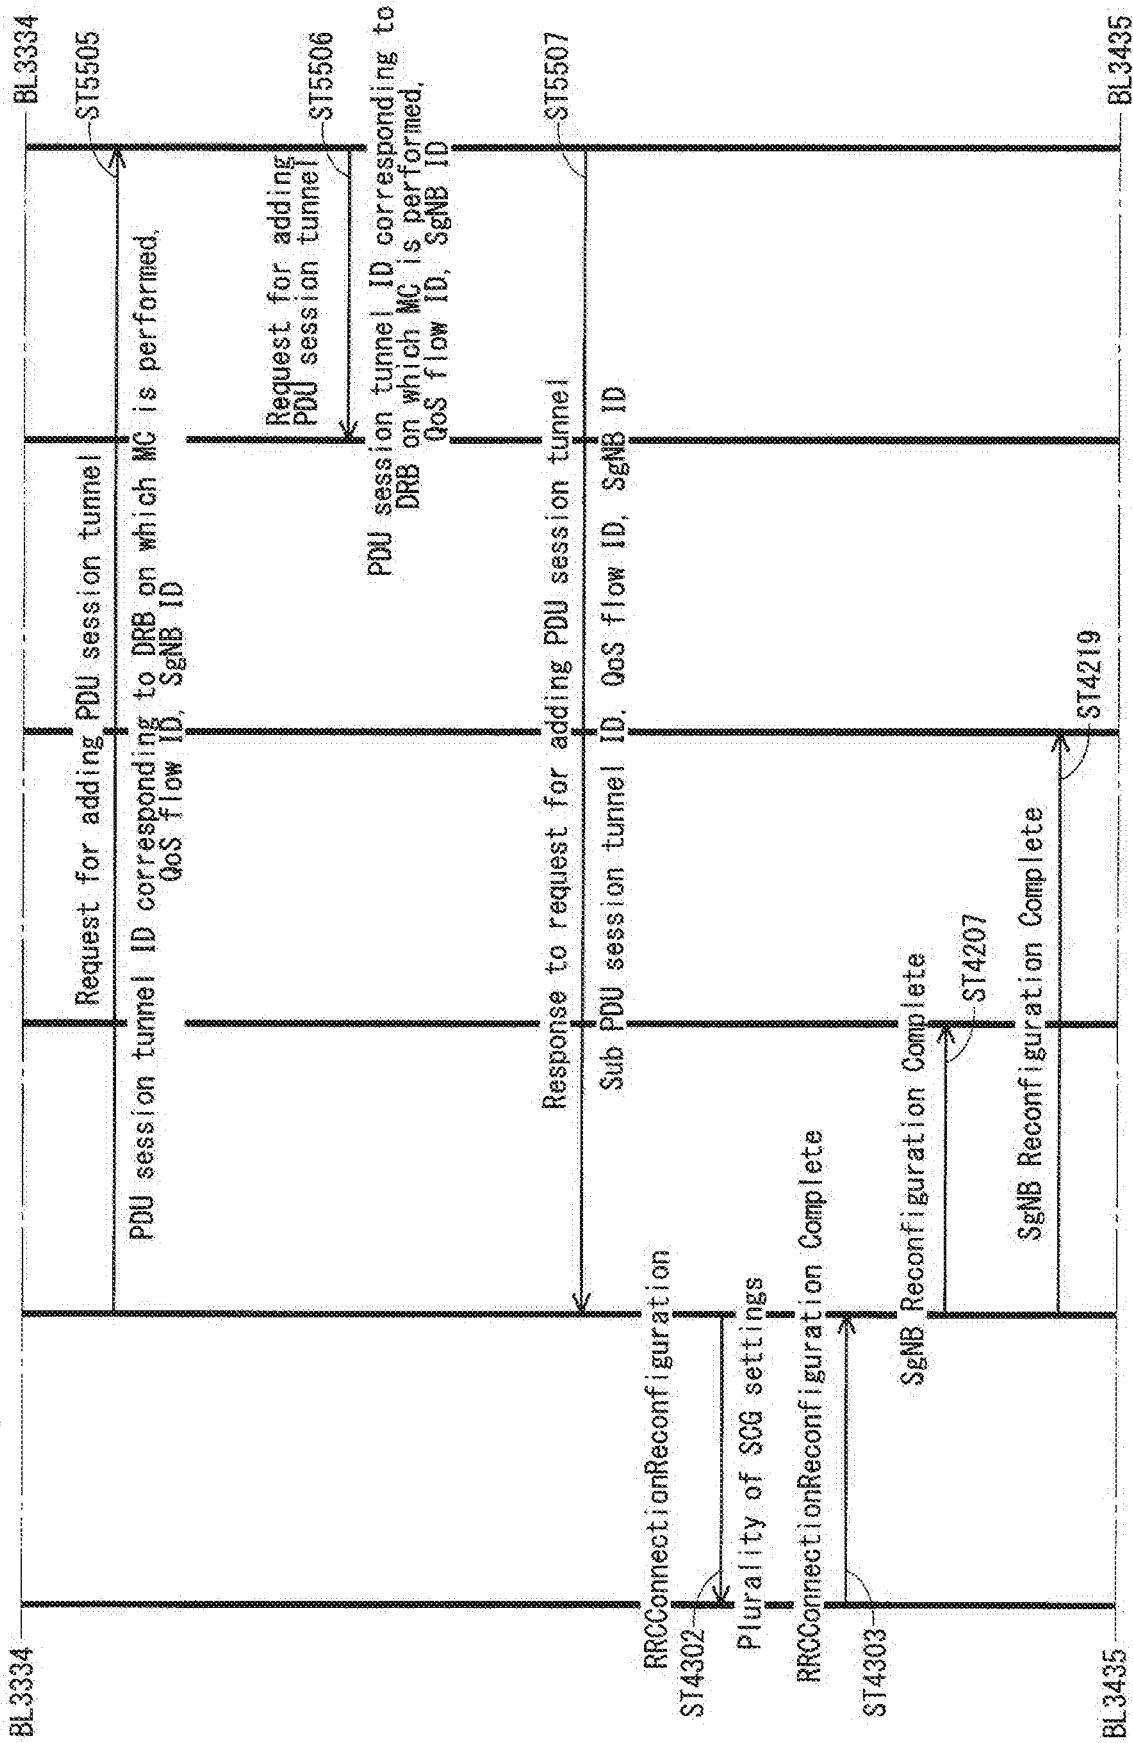 BL3334
BL3334
ST5505
Request for adding PDU session tunnel
PDU session tunnel ID corresponding to DRB on which MC is performed,
QoS flow ID, SgNB ID
ST5506
Request for adding
PDU session tunnel
PDU session tunnel ID corresponding to
DRB on which MC is performed,
QoS flow ID, SgNB ID
ST5507
Response to request for adding PDU session tunnel
Sub PDU session tunnel ID, QoS flow ID, SgNB ID
RRCConnectionReconfiguration
ST4302
Plurality of SCG settings
RRCConnectionReconfiguration Complete
ST4303
SgNB Reconfiguration Complete
ST4207
SgNB Reconfiguration Complete
ST4219
BL3435
BL3435